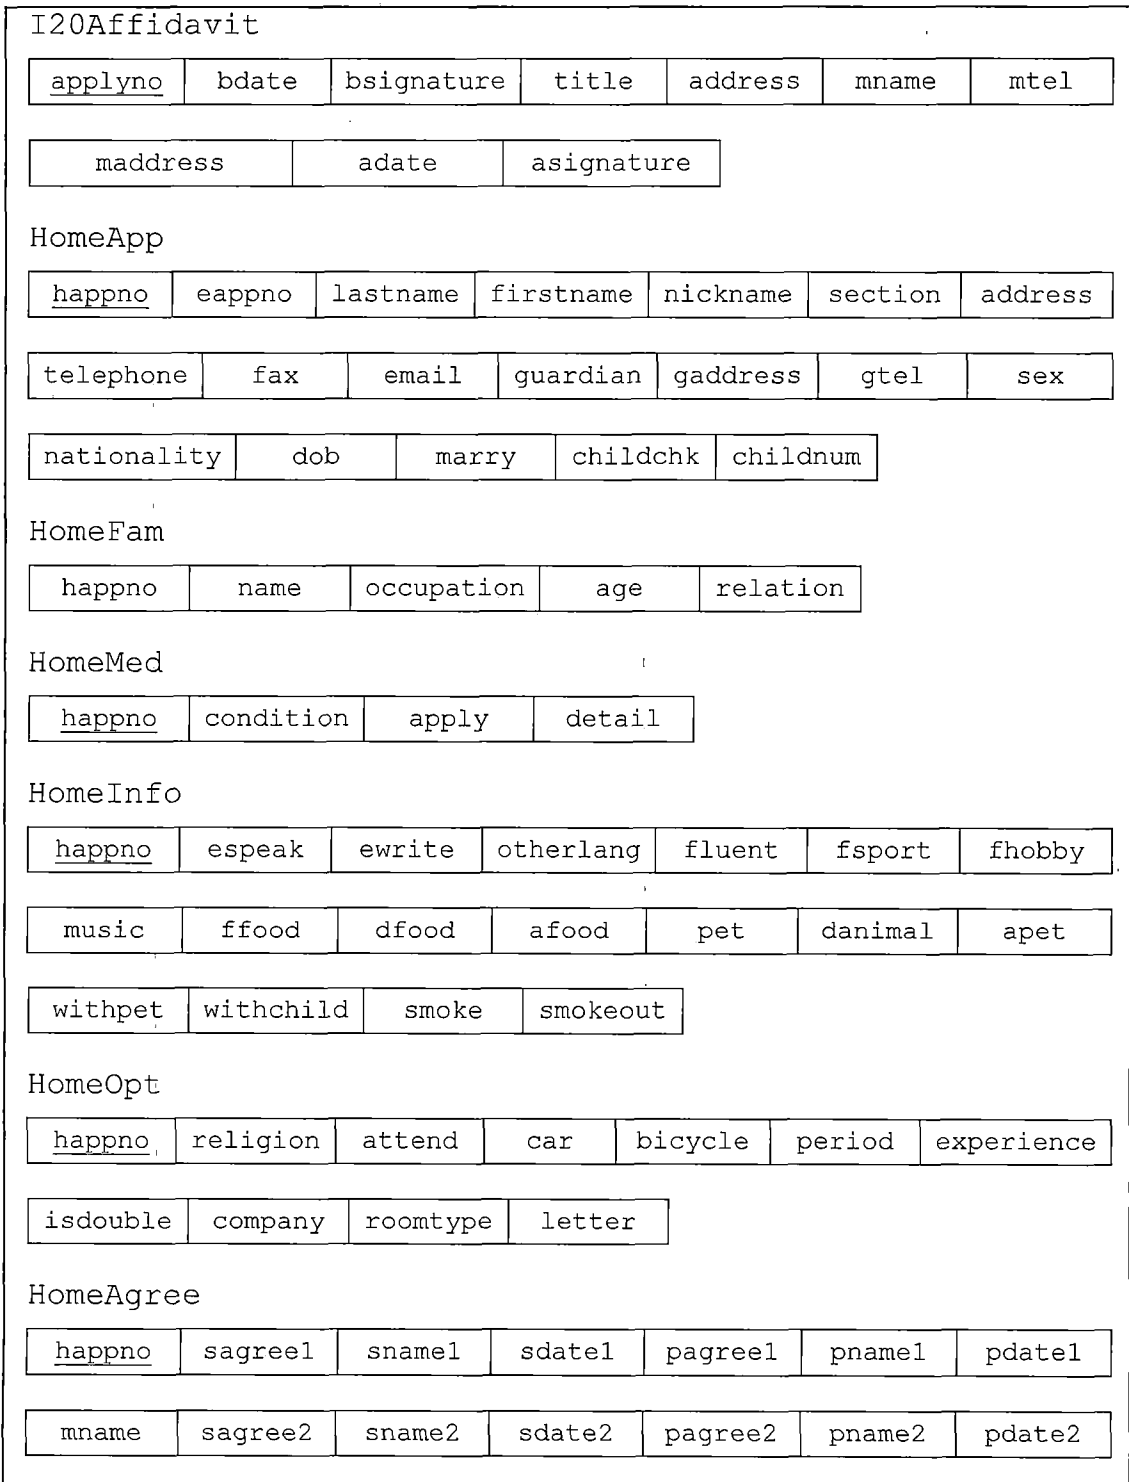 I20Affidavit
applyno bdate bsignature title address mname mtel
maddress adate asignature
HomeApp
happno eappno lastname firstname nickname section address
telephone fax email guardian gaddress gtel sex
nationality dob marry childchk childnum
HomeFam
happno name occupation age relation
HomeMed
happno condition apply detail
HomeInfo
happno espeak ewrite otherlang fluent fsport fhobby
music ffood dfood afood pet danimal apet
withpet withchild smoke smokeout
HomeOpt
happno religion attend car bicycle period experience
isdouble company roomtype letter
HomeAgree
happno sagree1 sname1 sdate1 pagree1 pname1 pdate1
mname sagree2 sname2 sdate2 pagree2 pname2 pdate2